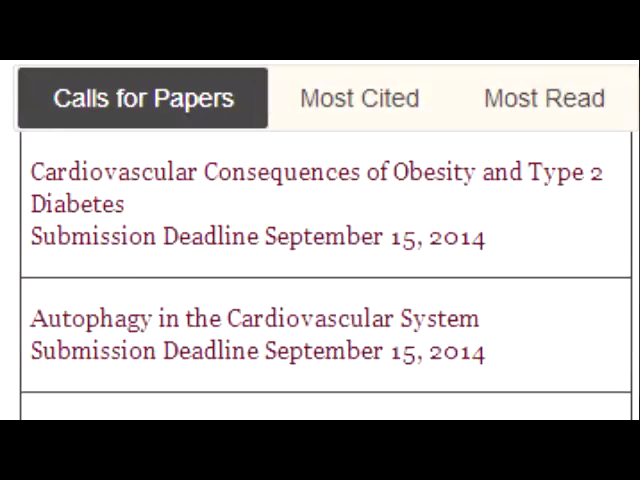 Calls for Papers Most Cited Most Read
Cardiovascular Consequences of Obesity and Type 2
Diabetes
Submission Deadline September 15, 2014
Autophagy in the Cardiovascular System
Submission Deadline September 15, 2014